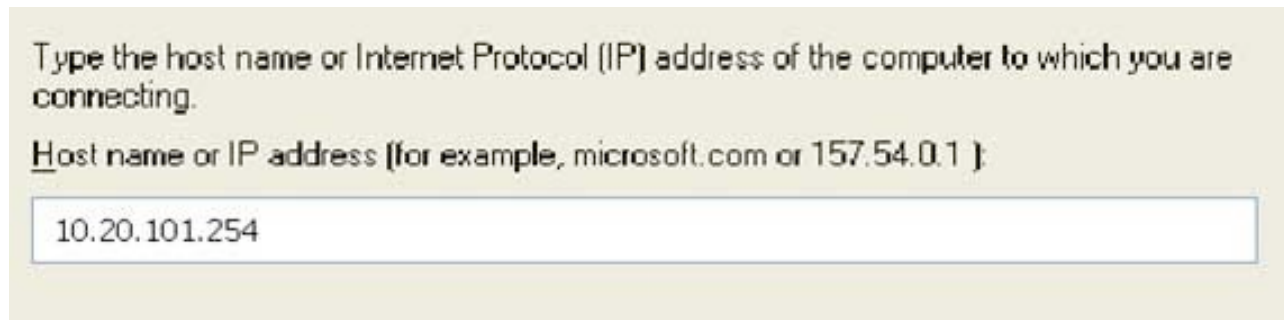 Type the host name or Internet Protocol (IP) address of the computer to which you are
connecting.
Host name or IP address (for example, microsoft.com or 157.54.0.1 ):
10.20.101.254